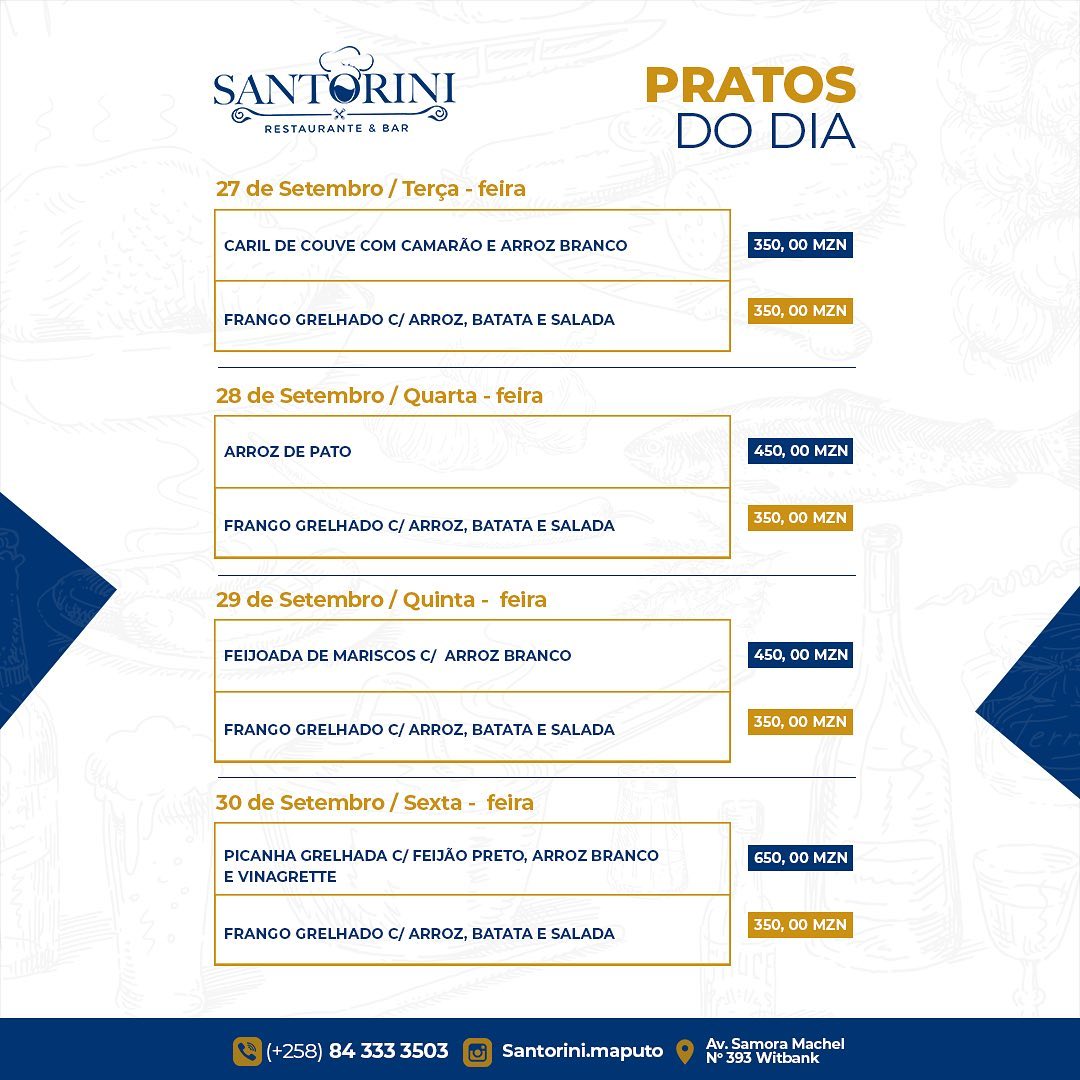 SANTORINI
RESTAURANTE & BAR
PRATOS
DO DIA
27 de Setembro / Terça - feira
CARIL DE COUVE COM CAMARÃO E ARROZ BRANCO
350, 00 MZN
FRANGO GRELHADO C/ ARROZ, BATATA E SALADA
350, 00 MZN
28 de Setembro / Quarta - feira
ARROZ DE PATO
450, 00 MZN
FRANGO GRELHADO C/ ARROZ, BATATA E SALADA
350, 00 MZN
29 de Setembro / Quinta -  feira
FEIJOADA DE MARISCOS C/  ARROZ BRANCO
450, 00 MZN
FRANGO GRELHADO C/ ARROZ, BATATA E SALADA
350, 00 MZN
30 de Setembro / Sexta -  feira
PICANHA GRELHADA C/ FEIJÃO PRETO, ARROZ BRANCO
E VINAGRETTE
650, 00 MZN
FRANGO GRELHADO C/ ARROZ, BATATA E SALADA
350, 00 MZN
(+258) 84 333 3503
Santorini.maputo
Av. Samora Machel
Nº 393 Witbank